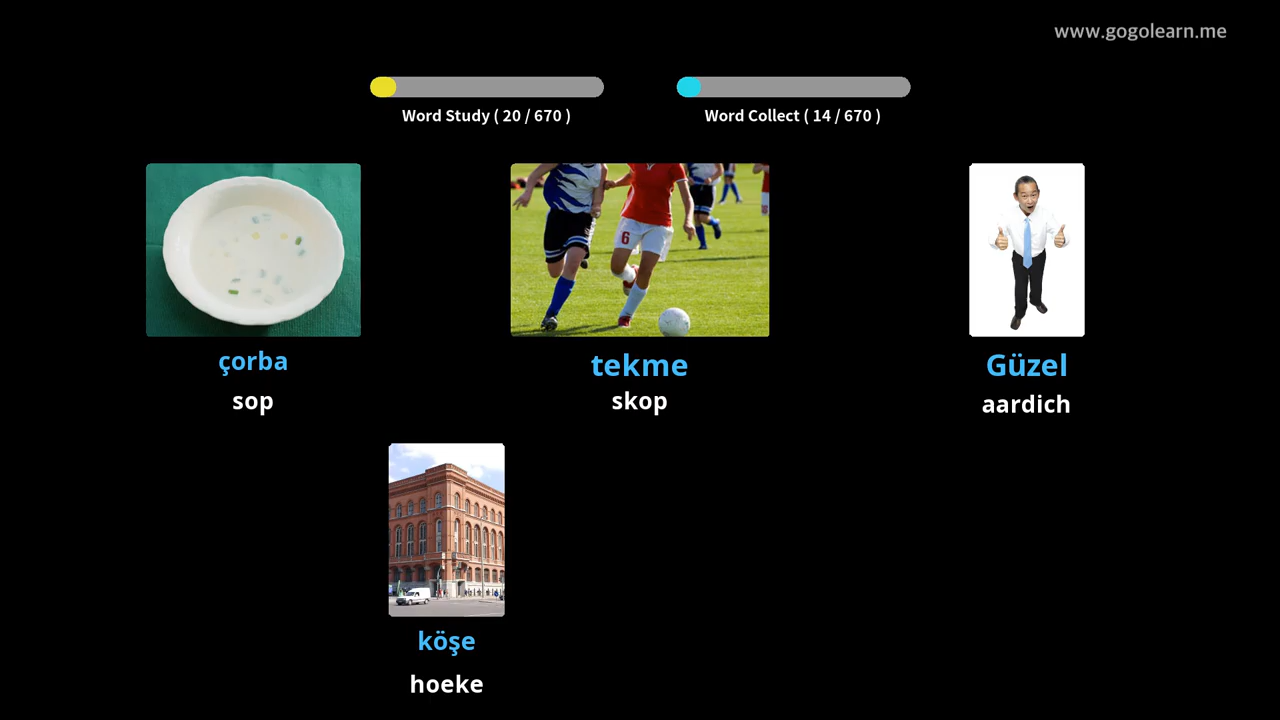 www.gogolearn.me
Word Study ( 20 / 670 )
Word Collect ( 14 / 670 )
çorba
sop
tekme
skop
Güzel
aardich
köşe
hoeke